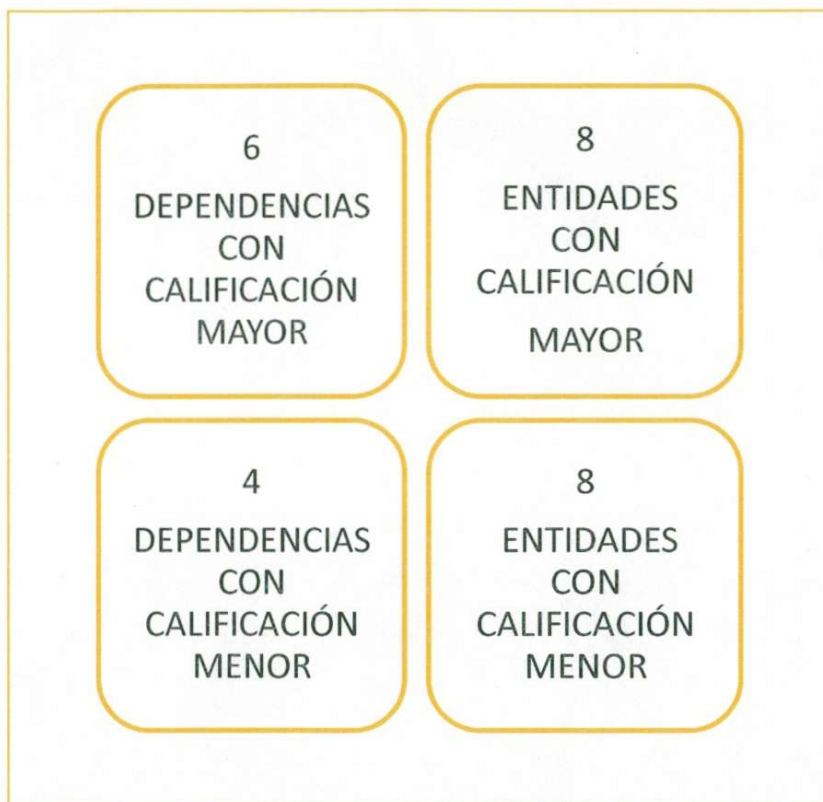 6
DEPENDENCIAS
CON
CALIFICACIÓN
MAYOR
8
ENTIDADES
CON
CALIFICACIÓN
MAYOR
4
DEPENDENCIAS
CON
CALIFICACIÓN
MENOR
8
ENTIDADES
CON
CALIFICACIÓN
MENOR